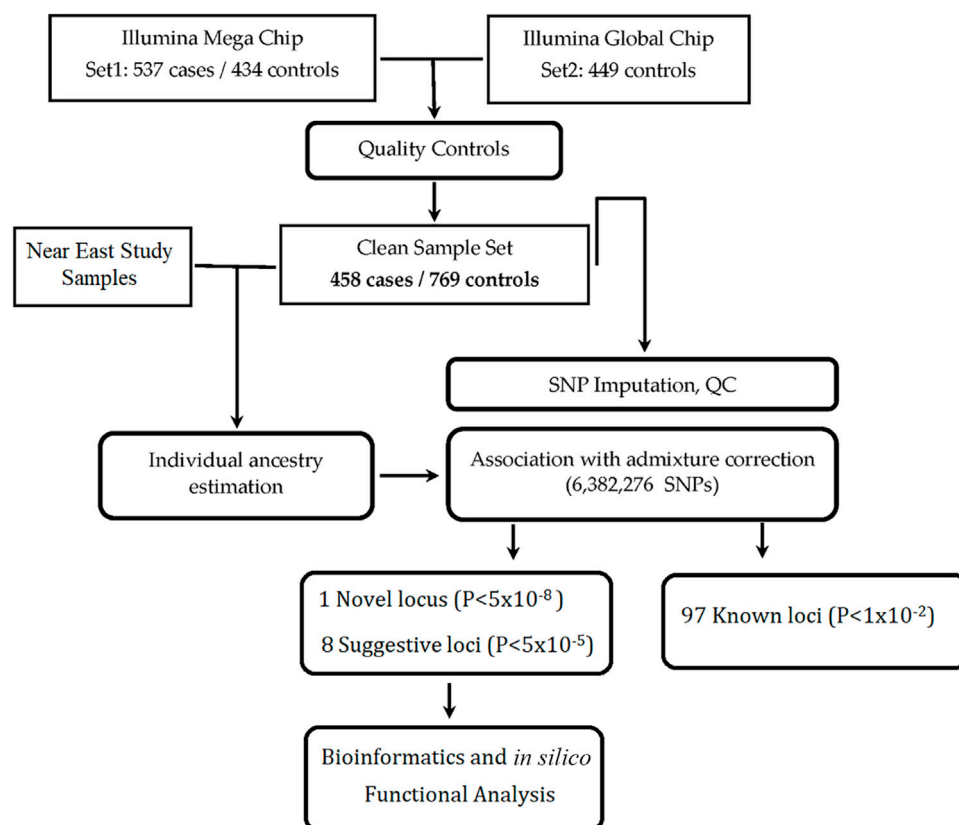 Illumina Mega Chip
Set1: 537 cases / 434 controls
Illumina Global Chip
Set2: 449 controls
Quality Controls
Near East Study
Samples
Clean Sample Set
458 cases / 769 controls
SNP Imputation, QC
Individual ancestry
estimation
Association with admixture correction
(6,382,276 SNPs)
1 Novel locus (P<5x10⁻⁸)
8 Suggestive loci (P<5x10⁻⁵)
97 Known loci (P<1x10⁻²)
Bioinformatics and in silico
Functional Analysis